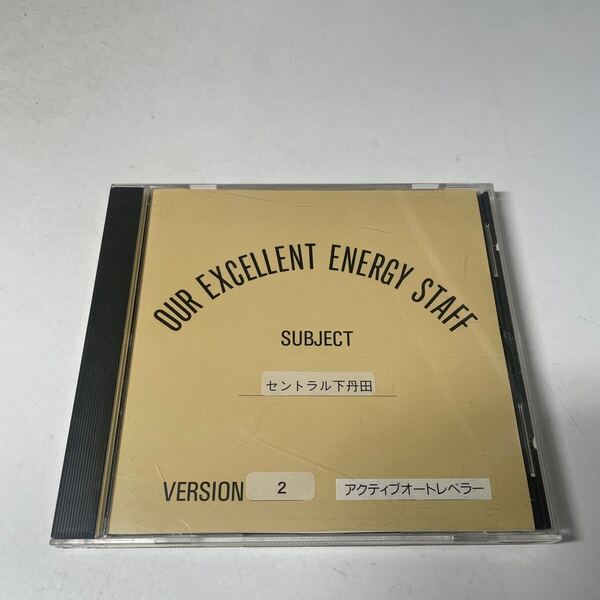 OUR EXCELLENT ENERGY STAFF
SUBJECT
セントラル下丹田
VERSION 2 アクティブオートレベラー